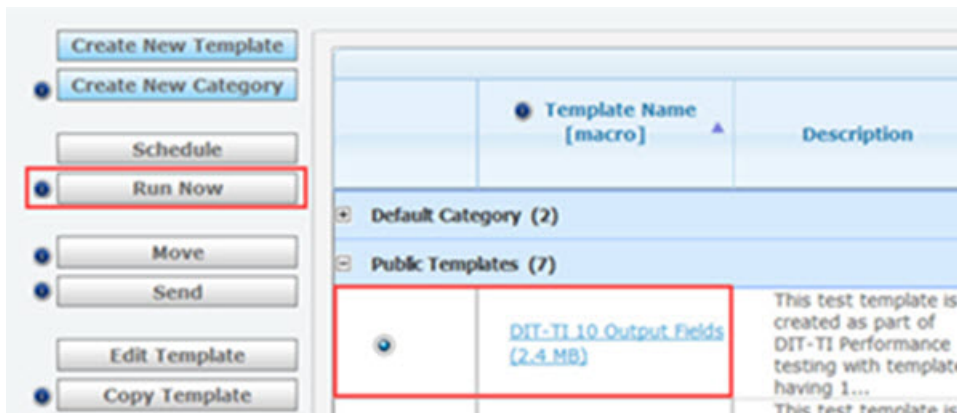 Create New Template
Create New Category
Schedule
Run Now
Move
Send
Edit Template
Copy Template
Template Name
[macro]
Description
Default Category (2)
Public Templates (7)
DIT-TI 10 Output Fields
(2.4 MB)
This test template is
created as part of
DIT-TI Performance
testing with template
having 1...
This test template is